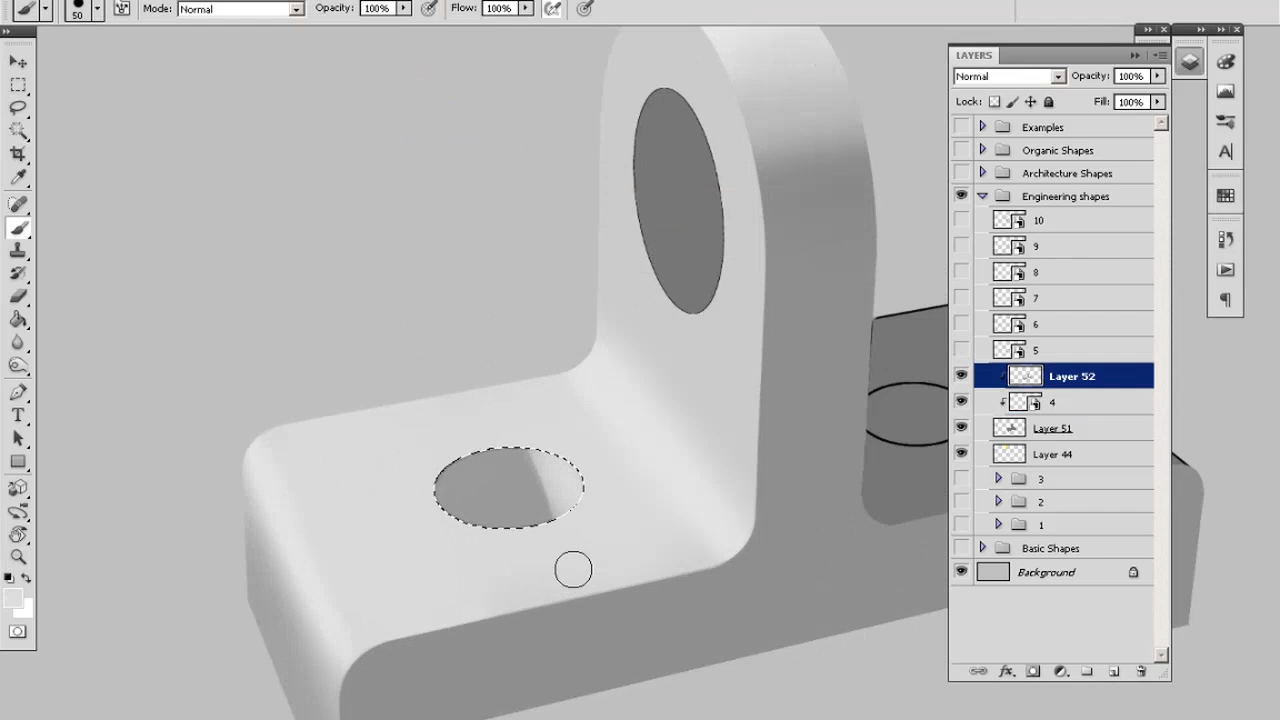 50
Mode: Normal
Opacity: 100%
Flow: 100%
LAYERS
Normal
Opacity: 100%
Lock:
Fill: 100%
Examples
Organic Shapes
Architecture Shapes
Engineering shapes
10
9
8
7
6
5
Layer 52
4
Layer 51
Layer 44
3
2
1
Basic Shapes
Background